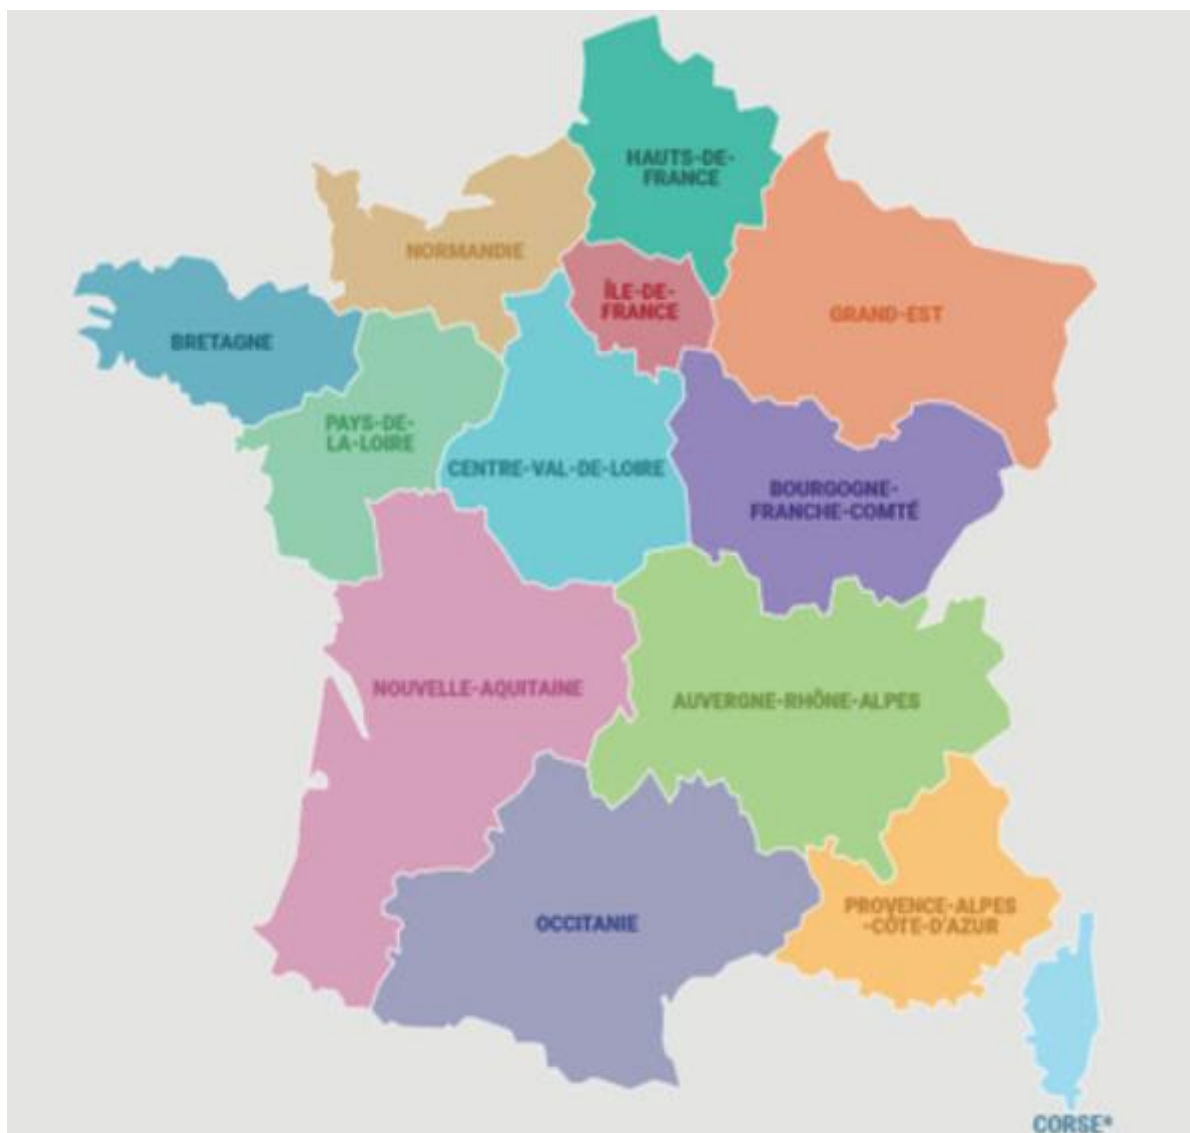 HAUTS-DE-
FRANCE
NORMANDIE
ÎLE-DE-
FRANCE
GRAND-EST
BRETAGNE
PAYS-DE-
LA-LOIRE
CENTRE-VAL-DE-LOIRE
BOURGOGNE-
FRANCHE-COMTÉ
NOUVELLE-AQUITAINE
AUVERGNE-RHÔNE-ALPES
OCCITANIE
PROVENCE-ALPES
-CÔTE-D'AZUR
CORSE*